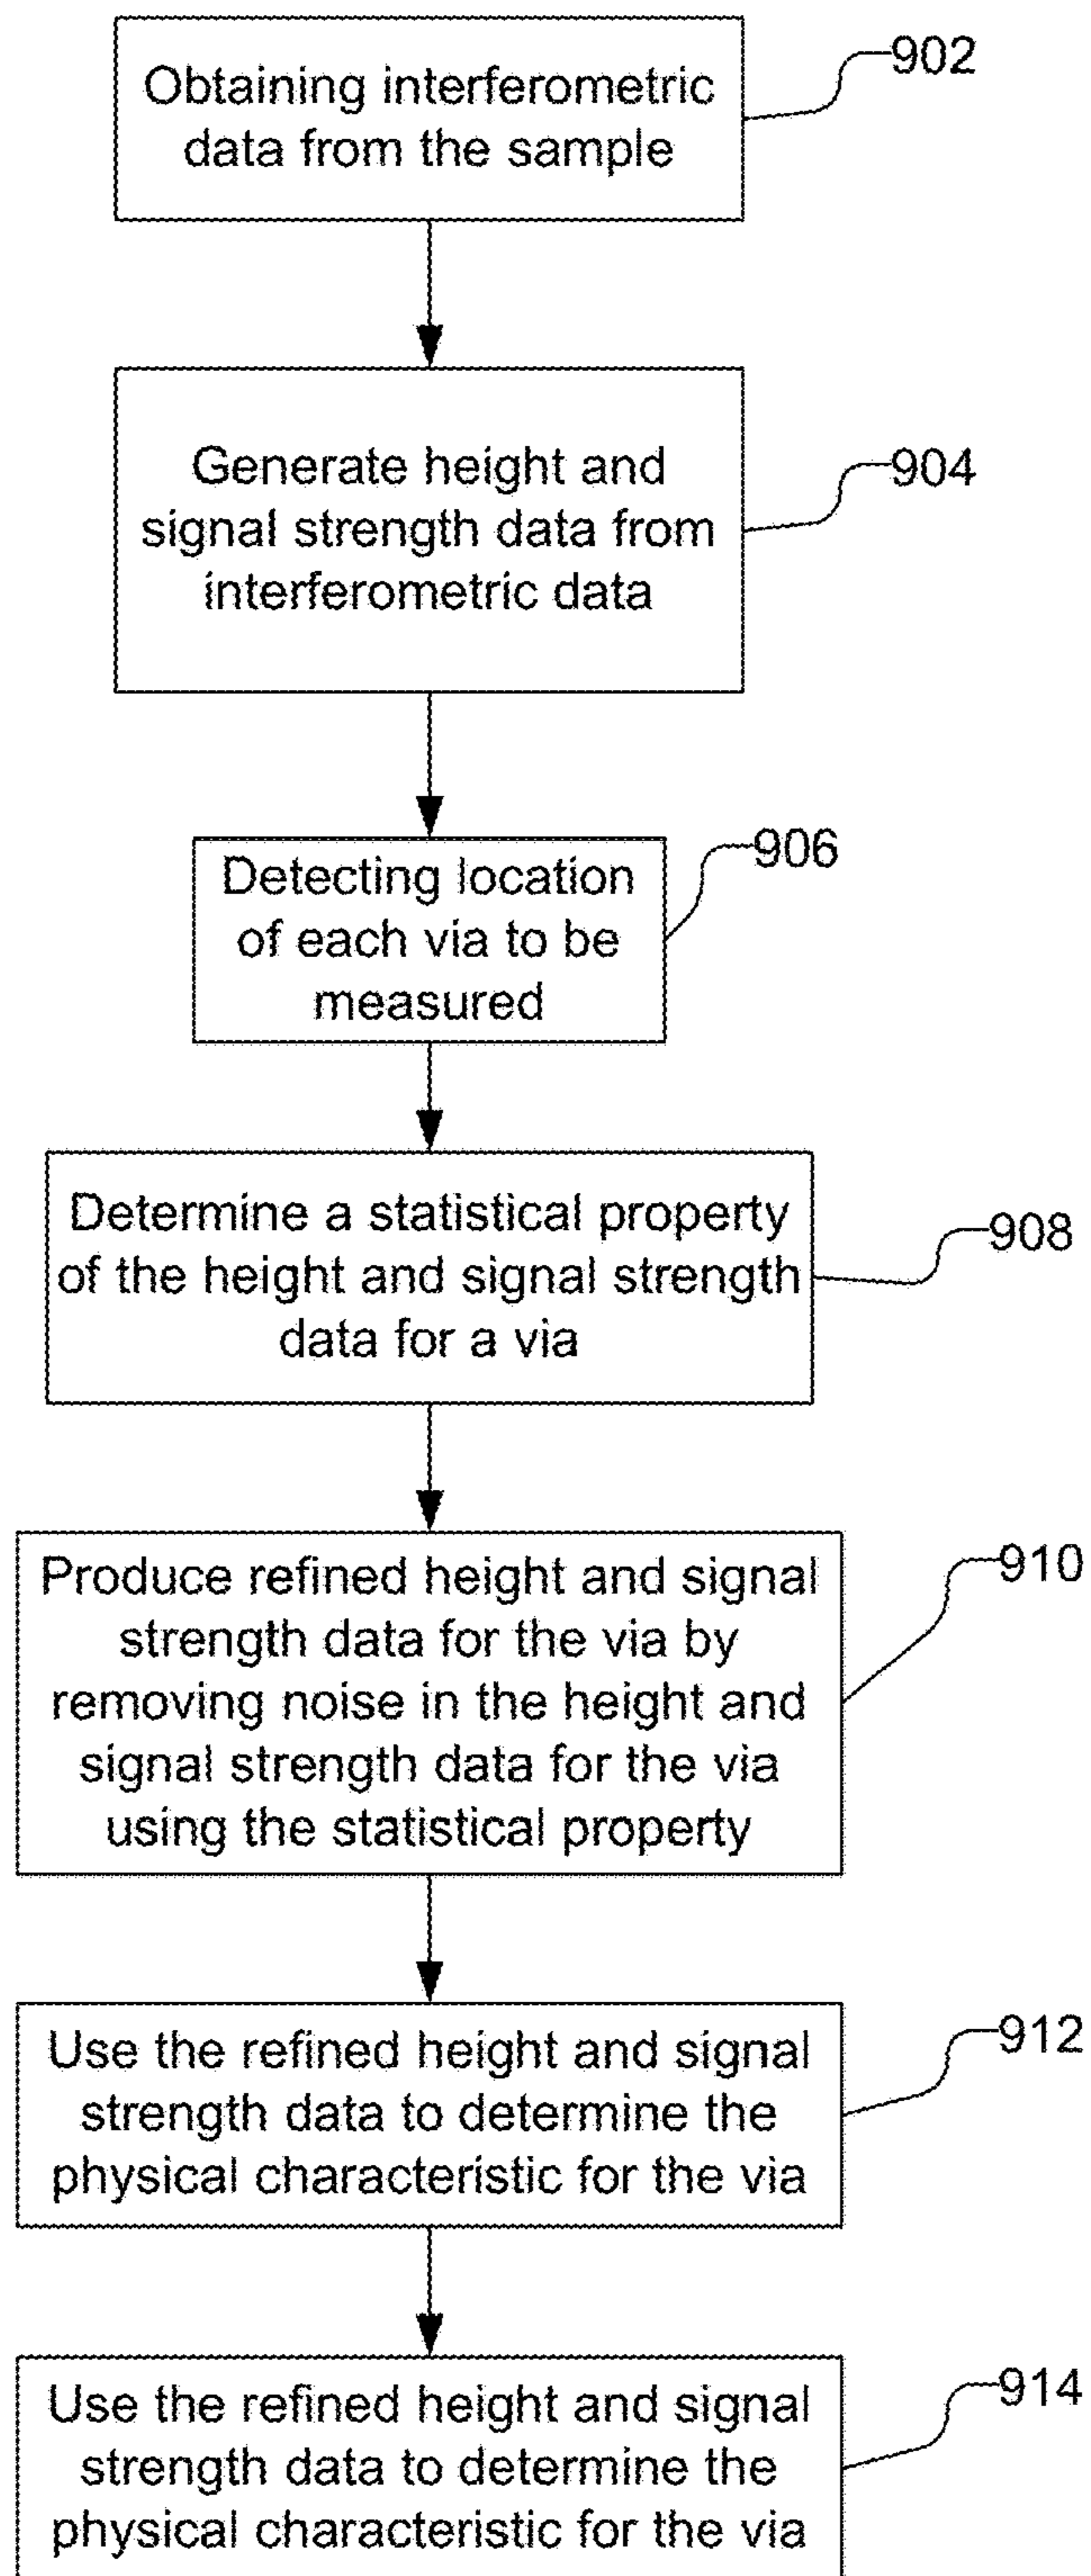 Obtaining interferometric
data from the sample
902
Generate height and
signal strength data from
interferometric data
904
Detecting location
of each via to be
measured
906
Determine a statistical property
of the height and signal strength
data for a via
908
Produce refined height and signal
strength data for the via by
removing noise in the height and
signal strength data for the via
using the statistical property
910
Use the refined height and signal
strength data to determine the
physical characteristic for the via
912
Use the refined height and signal
strength data to determine the
physical characteristic for the via
914